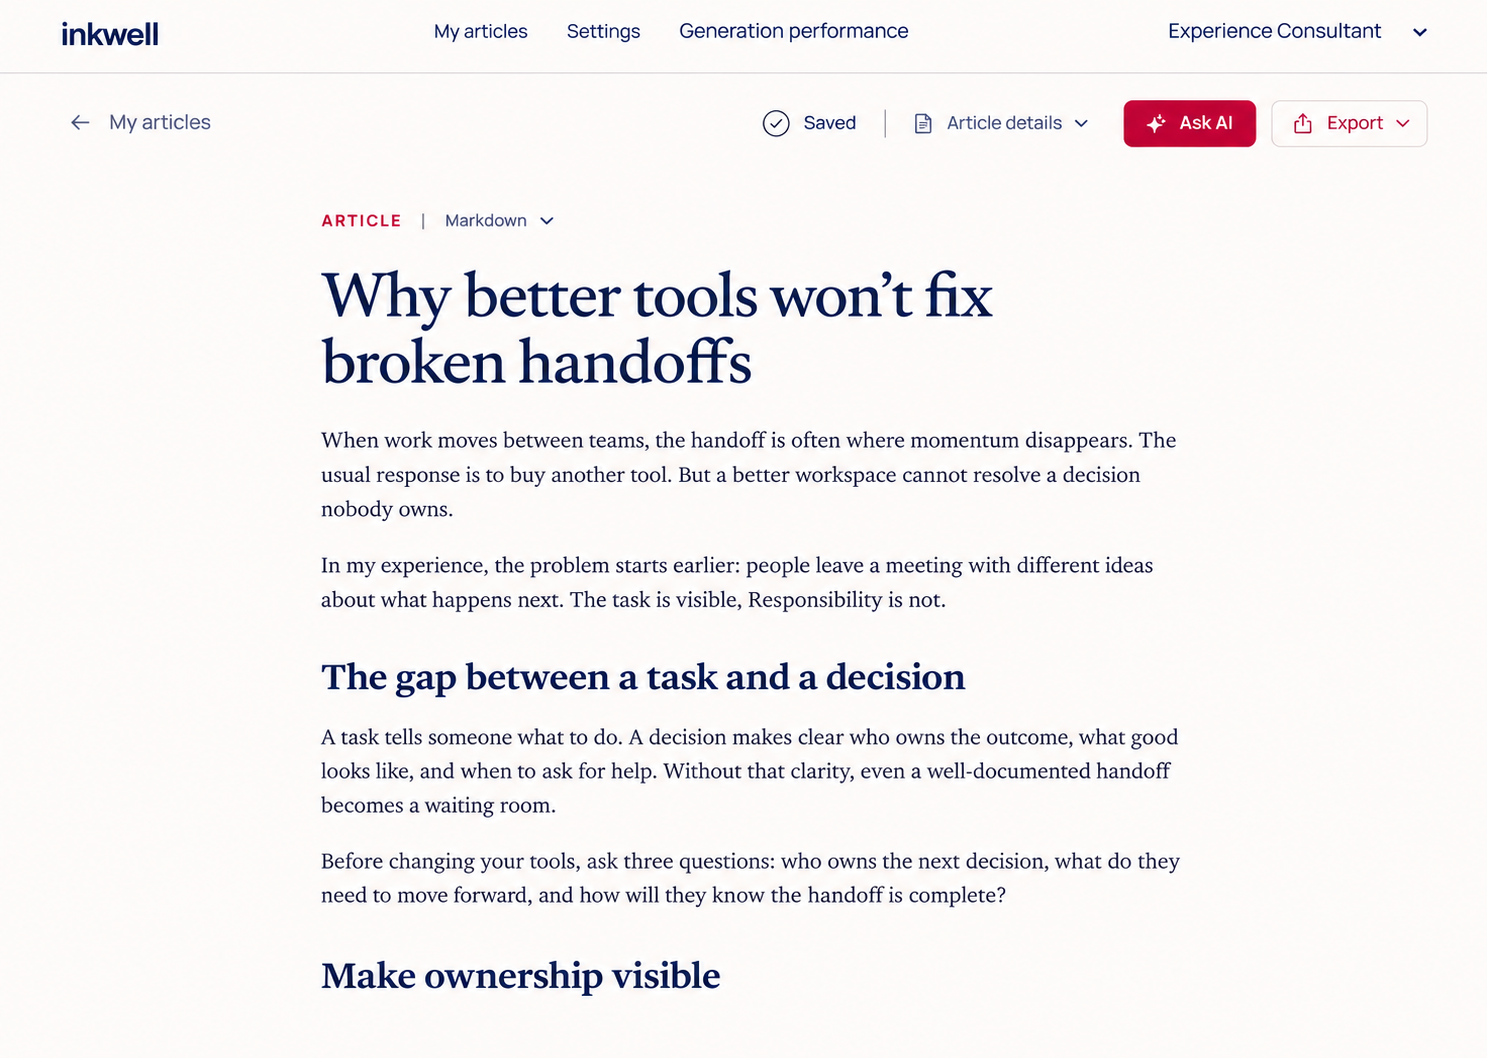 inkwell
My articles
Settings
Generation performance
Experience Consultant
My articles
Saved
Article details
Ask AI
Export
ARTICLE | Markdown
Why better tools won’t fix
broken handoffs
When work moves between teams, the handoff is often where momentum disappears. The
usual response is to buy another tool. But a better workspace cannot resolve a decision
nobody owns.
In my experience, the problem starts earlier: people leave a meeting with different ideas
about what happens next. The task is visible, Responsibility is not.
The gap between a task and a decision
A task tells someone what to do. A decision makes clear who owns the outcome, what good
looks like, and when to ask for help. Without that clarity, even a well-documented handoff
becomes a waiting room.
Before changing your tools, ask three questions: who owns the next decision, what do they
need to move forward, and how will they know the handoff is complete?
Make ownership visible